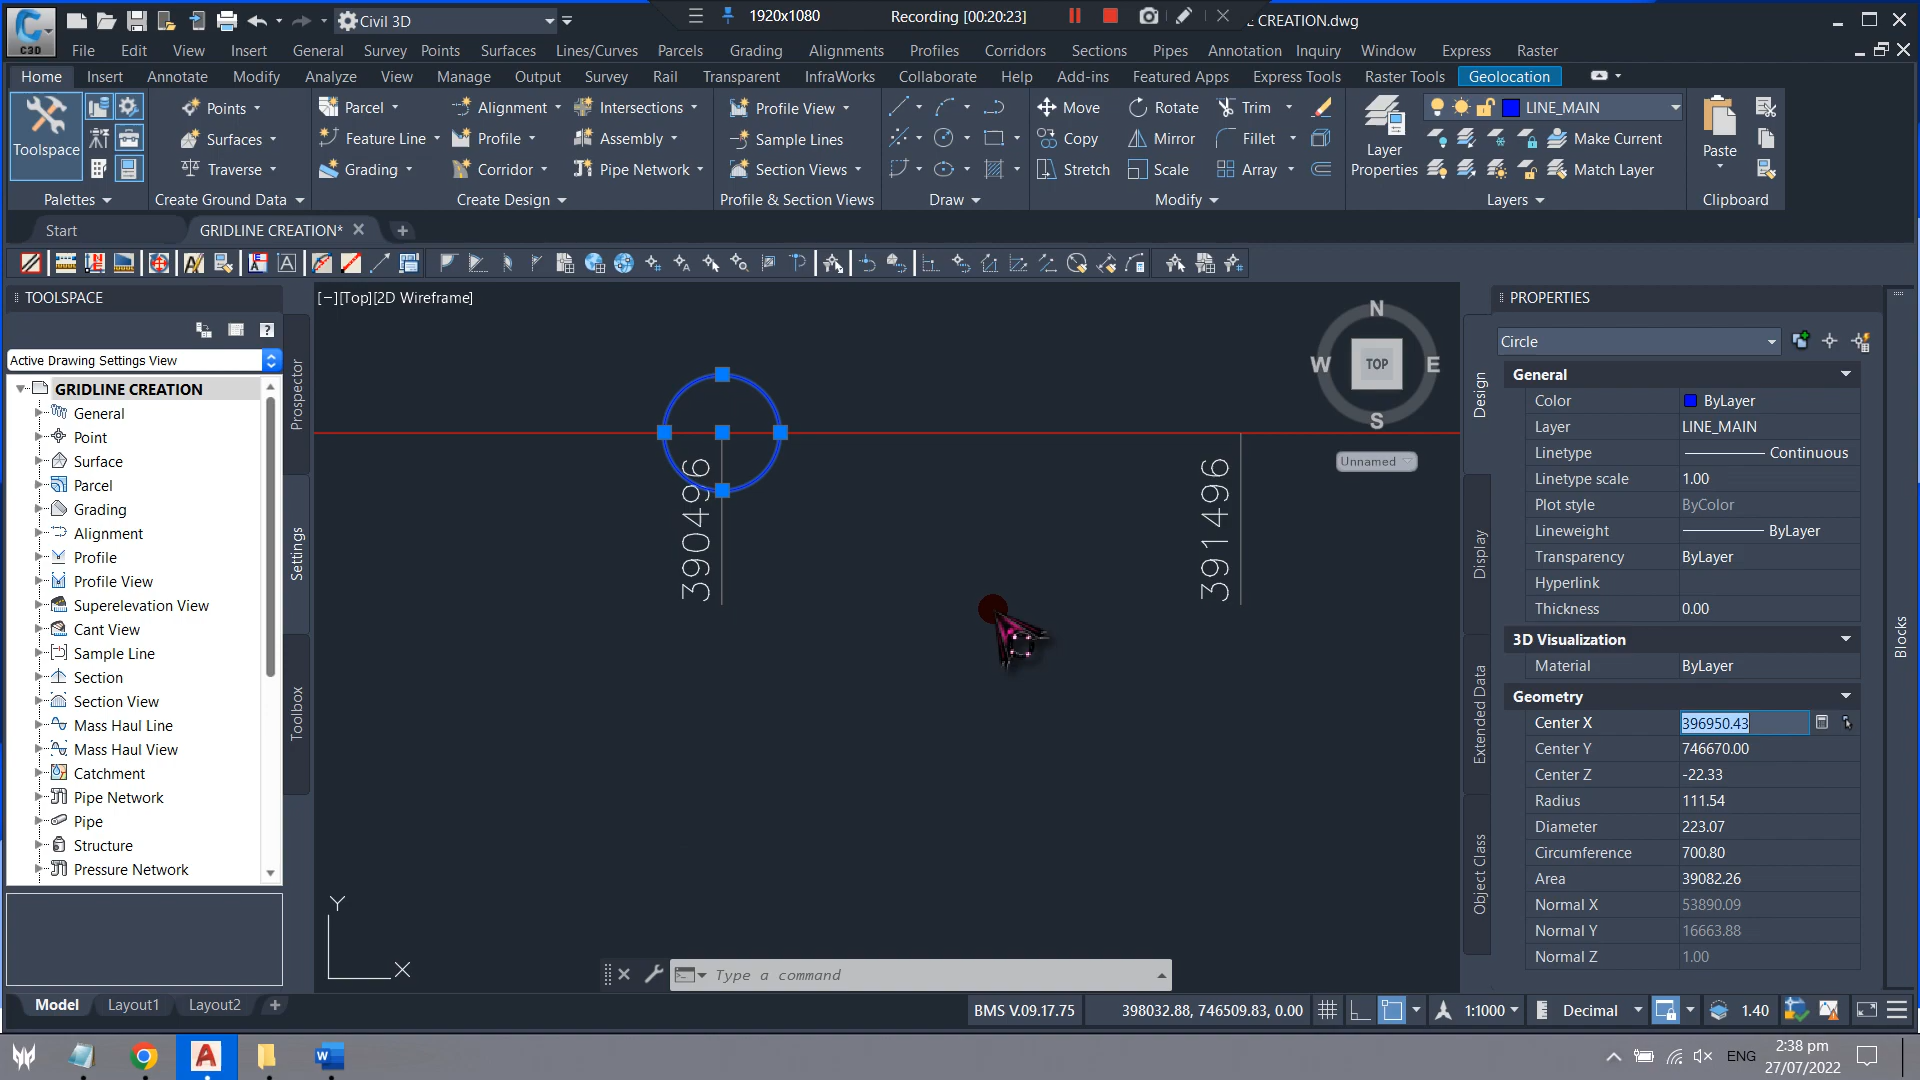 C3D
Civil 3D
1920x1080
Recording [00:20:23]
E CREATION.dwg
File Edit View Insert General Survey Points Surfaces Lines/Curves Parcels Grading Alignments Profiles Corridors Sections Pipes Annotation Inquiry Window Express Raster
Home Insert Annotate Modify Analyze View Manage Output Survey Rail Transparent InfraWorks Collaborate Help Add-ins Featured Apps Express Tools Raster Tools Geolocation
Points Parcel Alignment Intersections Profile View Move Rotate Trim LINE_MAIN
Toolspace Surfaces Feature Line Profile Assembly Sample Lines Copy Mirror Fillet Layer Properties Make Current Paste
Traverse Grading Corridor Pipe Network Section Views Stretch Scale Array Match Layer
Palettes Create Ground Data Create Design Profile & Section Views Draw Modify Layers Clipboard
Start GRIDLINE CREATION*
TOOLSPACE
[−][Top][2D Wireframe]
PROPERTIES
Active Drawing Settings View
GRIDLINE CREATION
General
Point
Surface
Parcel
Grading
Alignment
Profile
Profile View
Superelevation View
Cant View
Sample Line
Section
Section View
Mass Haul Line
Mass Haul View
Catchment
Pipe Network
Pipe
Structure
Pressure Network
Prospector
Settings
Toolbox
390496
391496
N
W TOP E
S
Unnamed
Y
X
Type a command
Design
Display
Extended Data
Object Class
Circle
General
Color ByLayer
Layer LINE_MAIN
Linetype Continuous
Linetype scale 1.00
Plot style ByColor
Lineweight ByLayer
Transparency ByLayer
Hyperlink
Thickness 0.00
3D Visualization
Material ByLayer
Geometry
Center X 396950.43
Center Y 746670.00
Center Z -22.33
Radius 111.54
Diameter 223.07
Circumference 700.80
Area 39082.26
Normal X 53890.09
Normal Y 16663.88
Normal Z 1.00
Blocks
Model Layout1 Layout2
BMS V.09.17.75 398032.88, 746509.83, 0.00 1:1000 Decimal 1.40
ENG
2:38 pm
27/07/2022